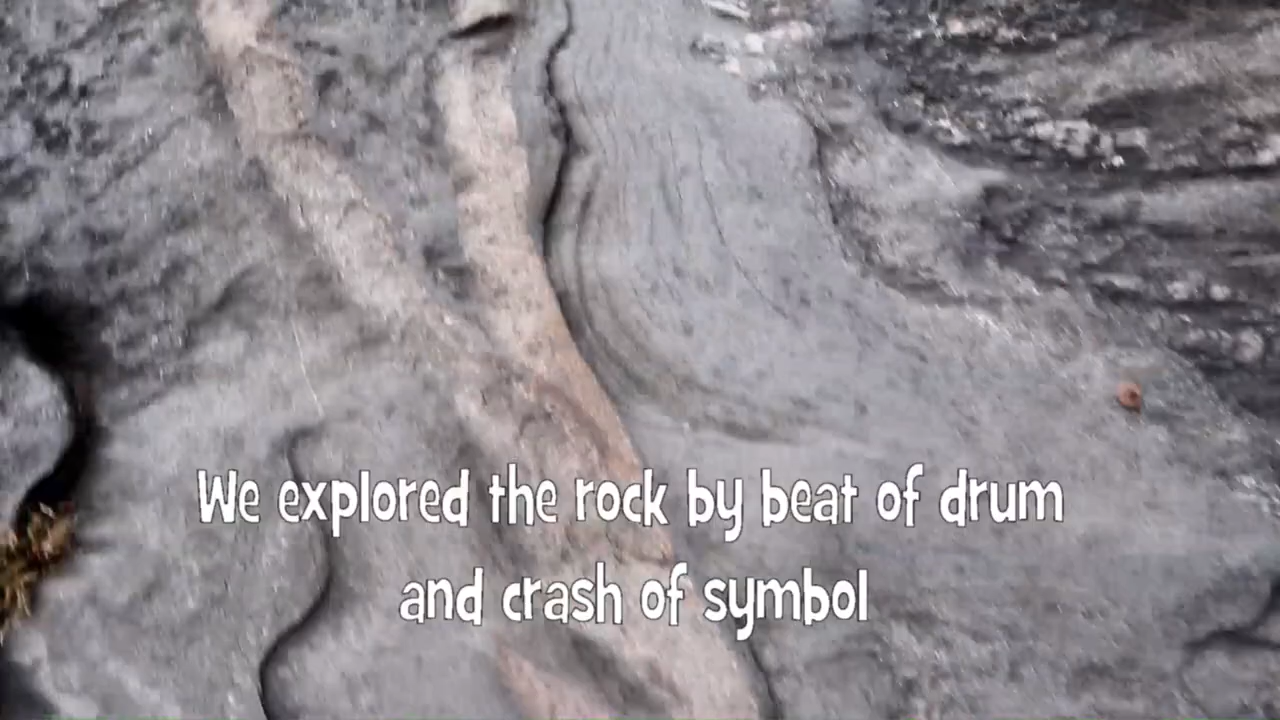 We explored the rock by beat of drum
and crash of symbol